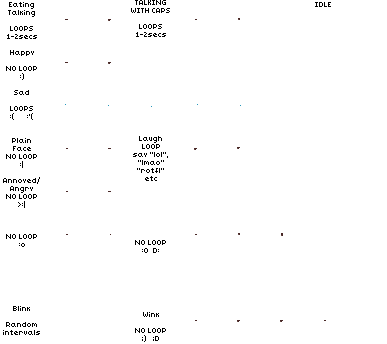 Eating
Talking
LOOPS
1-2secs
TALKING
WITH CAPS
LOOPS
1-2secs
IDLE
Happy
NO LOOP
:)
Sad
LOOPS
:( :'(
Plain
Face
NO LOOP
:|
Laugh
LOOP
say "lol",
"lmao"
"rotfl"
etc
Annoyed/
Angry
NO LOOP
>:|
NO LOOP
:o
NO LOOP
:O D:
Blink
Random
intervals
Wink
NO LOOP
;) ;D